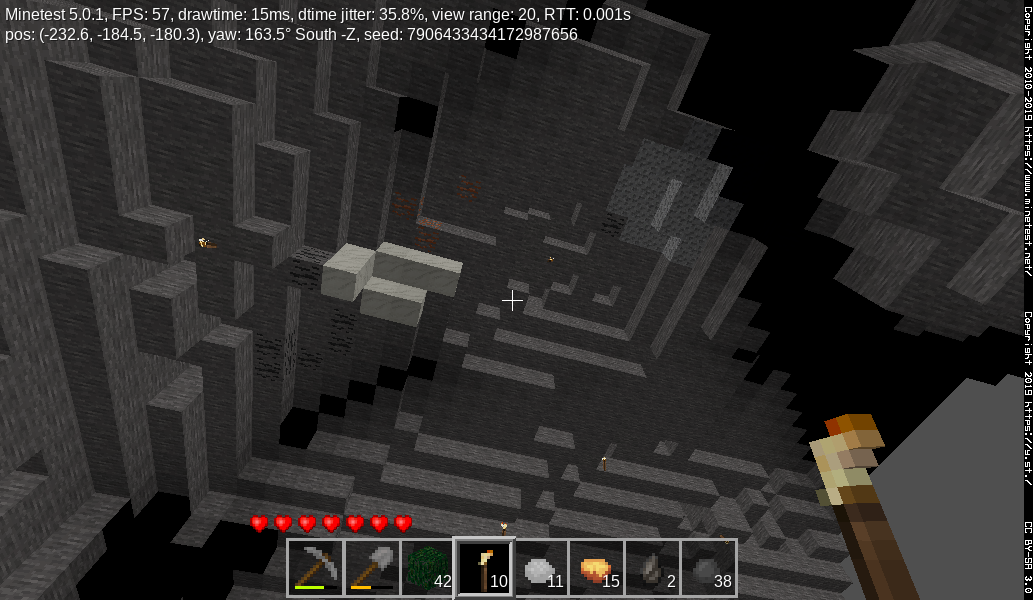 Minetest 5.0.1, FPS: 57, drawtime: 15ms, dtime jitter: 35.8%, view range: 20, RTT: 0.001s
pos: (-232.6, -184.5, -180.3), yaw: 163.5° South -Z, seed: 7906433434172987656
Copyright 2010-2019 https://www.minetest.net/
Copyright 2019 https://y.st./
CC BY-SA 3.0
42
10
11
15
2
38